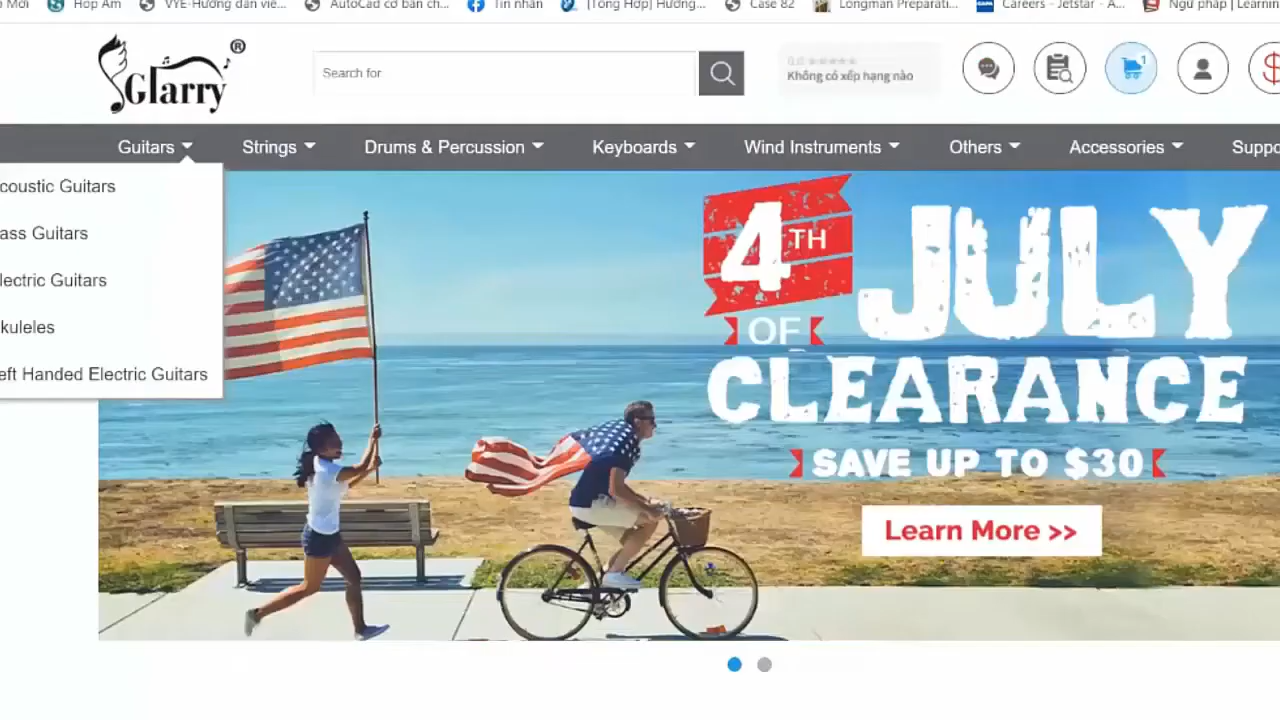 Mới
Hợp Âm
VYE-Hướng dẫn viê...
AutoCad cơ bản ch...
Tin nhắn
[Tổng Hợp] Hướng...
Case 82
Longman Preparati...
Careers - Jetstar - A...
Ngữ pháp | Learnin
Glarry®
Search for
0.0 ★★★★★
Không có xếp hạng nào
1
Guitars
Strings
Drums & Percussion
Keyboards
Wind Instruments
Others
Accessories
Suppo
coustic Guitars
ass Guitars
lectric Guitars
kuleles
eft Handed Electric Guitars
4TH
OF
JULY
CLEARANCE
SAVE UP TO $30
Learn More >>